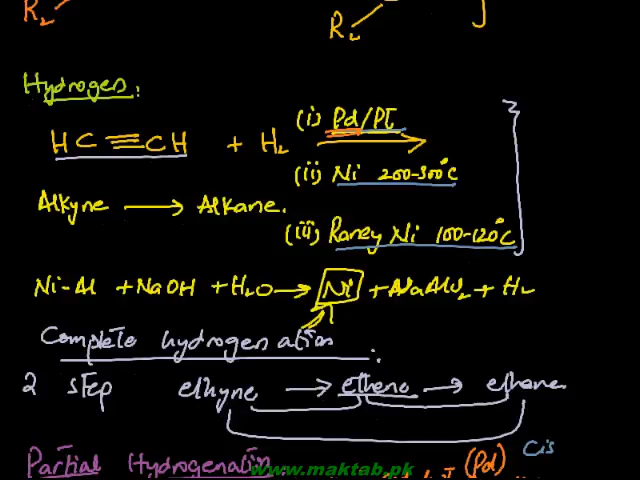 R₂
R₂ ]
Hydrogen:
HC≡CH + H₂ →
(i) Pd/Pt
(ii) Ni 200-300°C
(iii) Raney Ni 100-120°C
Alkyne → Alkane.
Ni-Al + NaOH + H₂O → Ni + NaAlO₂ + H₂
Complete hydrogenation:
2 step ethyne → ethene → ethane
(Pd) Cis
Partial Hydrogenation
www.maktab.pk